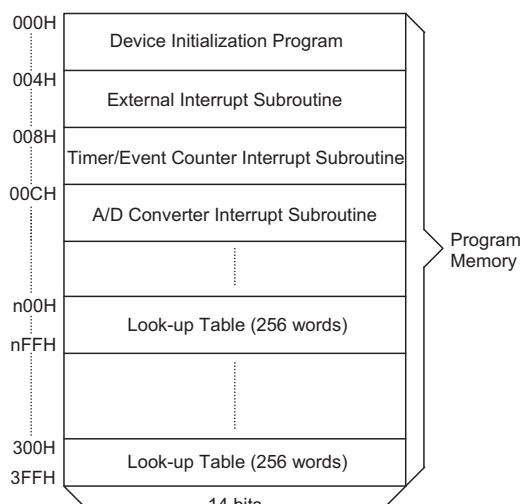 000H
Device Initialization Program
004H
External Interrupt Subroutine
008H
Timer/Event Counter Interrupt Subroutine
00CH
A/D Converter Interrupt Subroutine
Program
Memory
n00H
Look-up Table (256 words)
nFFH
300H
Look-up Table (256 words)
3FFH
14 bits